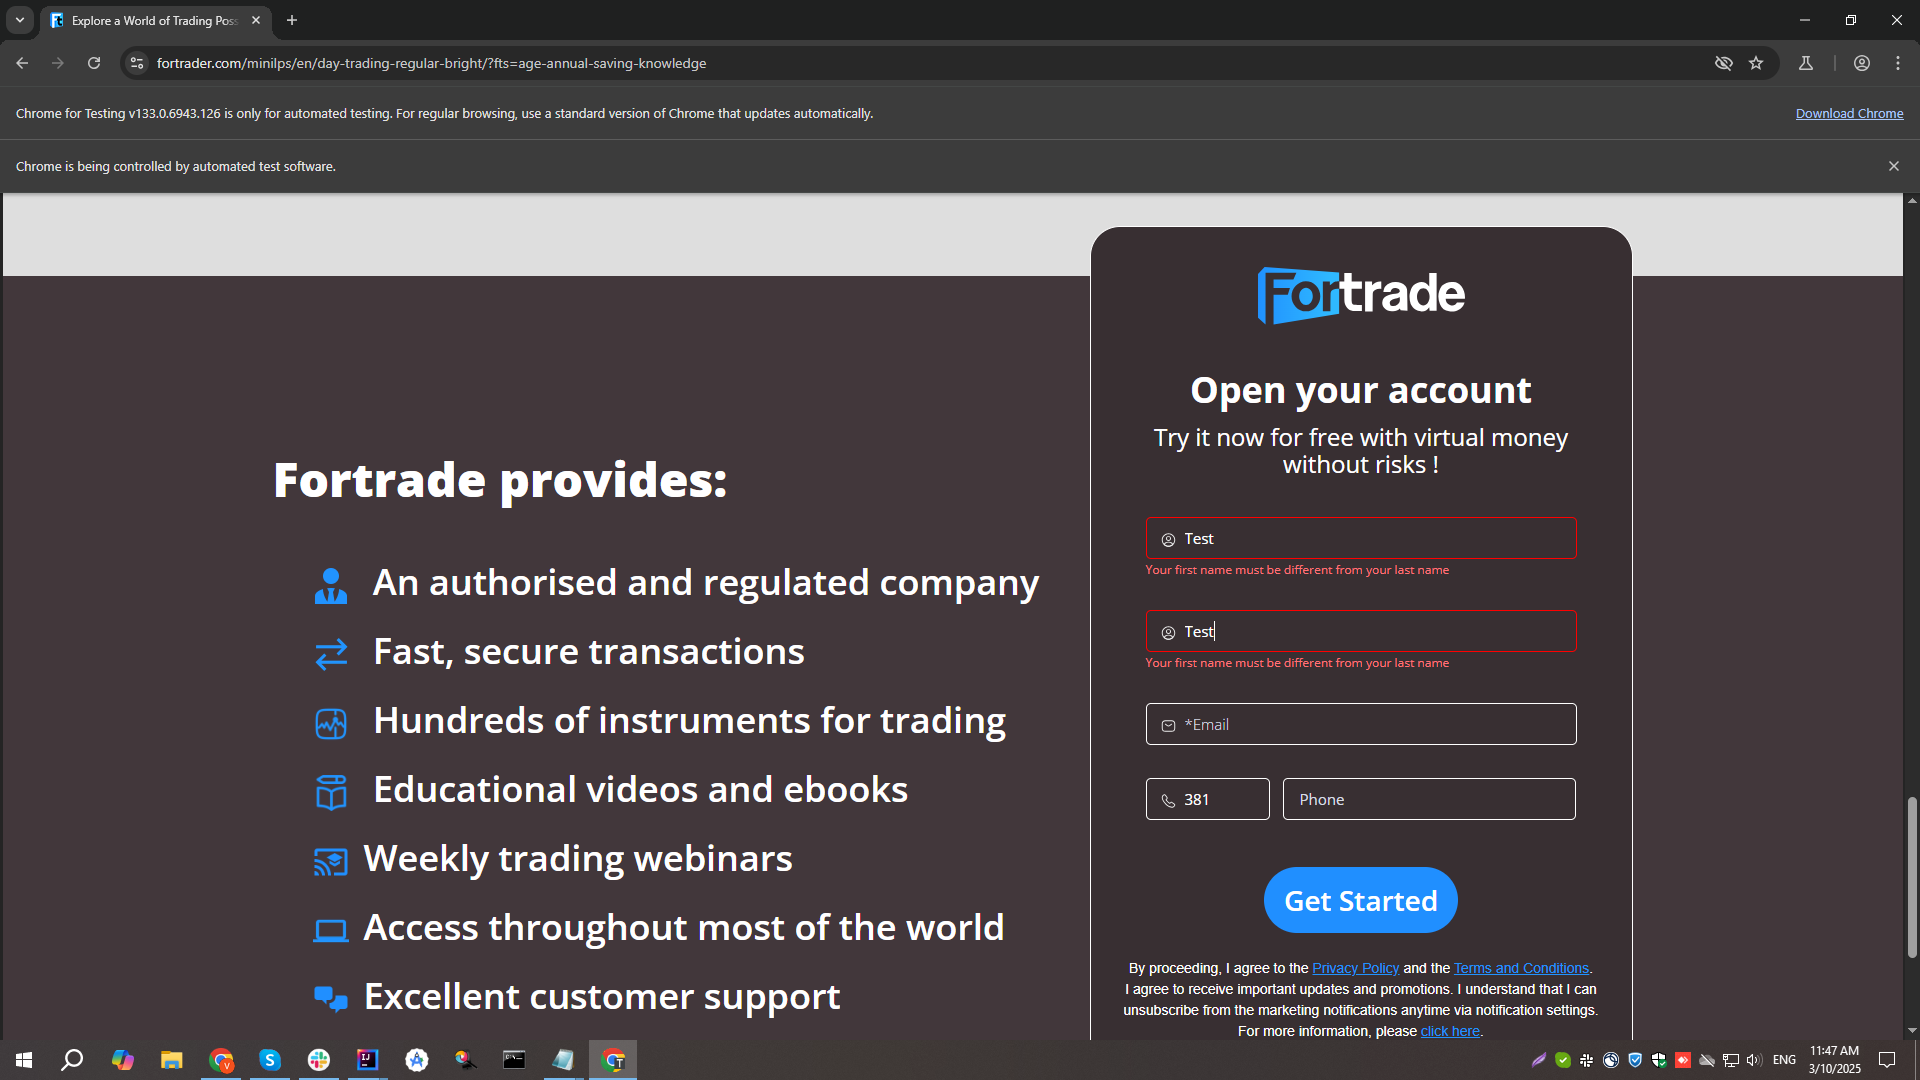 Explore a World of Trading Pos
fortrader.com/minilps/en/day-trading-regular-bright/?fts=age-annual-saving-knowledge
Chrome for Testing v133.0.6943.126 is only for automated testing. For regular browsing, use a standard version of Chrome that updates automatically.
Download Chrome
Chrome is being controlled by automated test software.
Fortrade
Open your account
Try it now for free with virtual money
without risks !
Test
Your first name must be different from your last name
Test
Your first name must be different from your last name
*Email
381
Phone
Get Started
By proceeding, I agree to the Privacy Policy and the Terms and Conditions.
I agree to receive important updates and promotions. I understand that I can
unsubscribe from the marketing notifications anytime via notification settings.
For more information, please click here.
Fortrade provides:
An authorised and regulated company
Fast, secure transactions
Hundreds of instruments for trading
Educational videos and ebooks
Weekly trading webinars
Access throughout most of the world
Excellent customer support
ENG
11:47 AM
3/10/2025